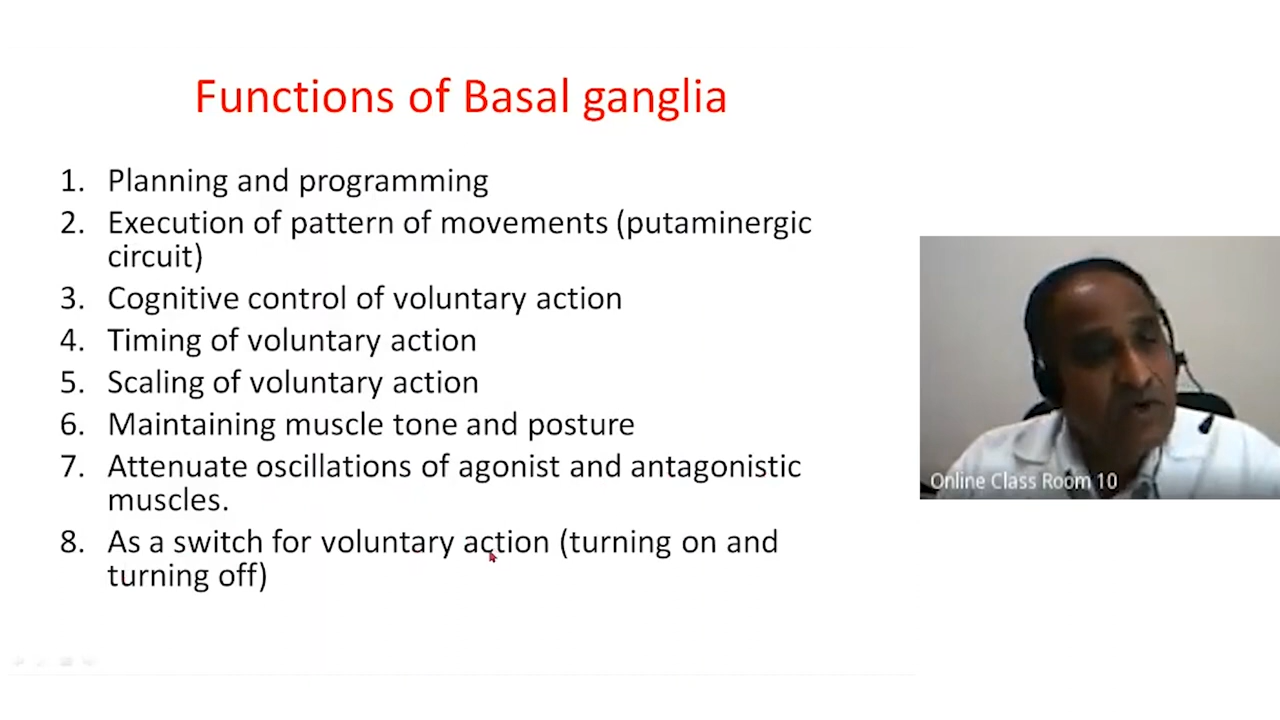 Functions of Basal ganglia
1. Planning and programming
2. Execution of pattern of movements (putaminergic
circuit)
3. Cognitive control of voluntary action
4. Timing of voluntary action
5. Scaling of voluntary action
6. Maintaining muscle tone and posture
7. Attenuate oscillations of agonist and antagonistic
muscles.
8. As a switch for voluntary action (turning on and
turning off)
Online Class Room 10